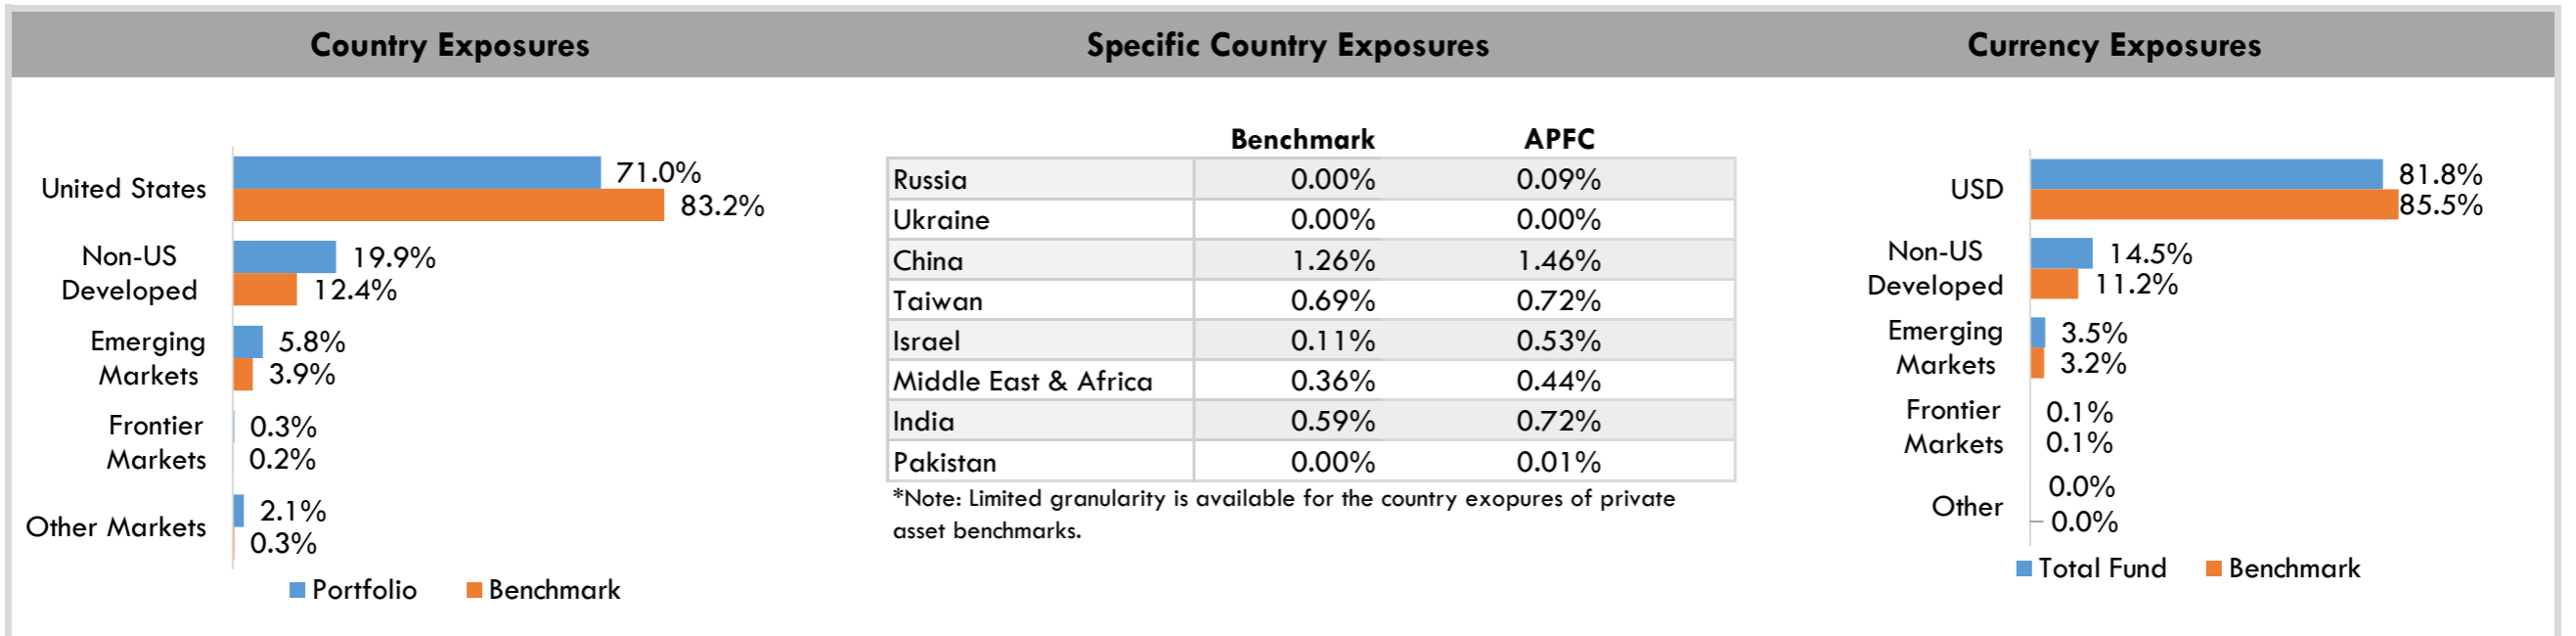 Country Exposures
Specific Country Exposures
Currency Exposures
United States
71.0%
83.2%
Non-US
Developed
19.9%
12.4%
Emerging
Markets
5.8%
3.9%
Frontier
Markets
0.3%
0.2%
Other Markets
2.1%
0.3%
Portfolio
Benchmark
Benchmark APFC
Russia 0.00% 0.09%
Ukraine 0.00% 0.00%
China 1.26% 1.46%
Taiwan 0.69% 0.72%
Israel 0.11% 0.53%
Middle East & Africa 0.36% 0.44%
India 0.59% 0.72%
Pakistan 0.00% 0.01%
*Note: Limited granularity is available for the country exopures of private
asset benchmarks.
USD
81.8%
85.5%
Non-US
Developed
14.5%
11.2%
Emerging
Markets
3.5%
3.2%
Frontier
Markets
0.1%
0.1%
Other
0.0%
0.0%
Total Fund
Benchmark